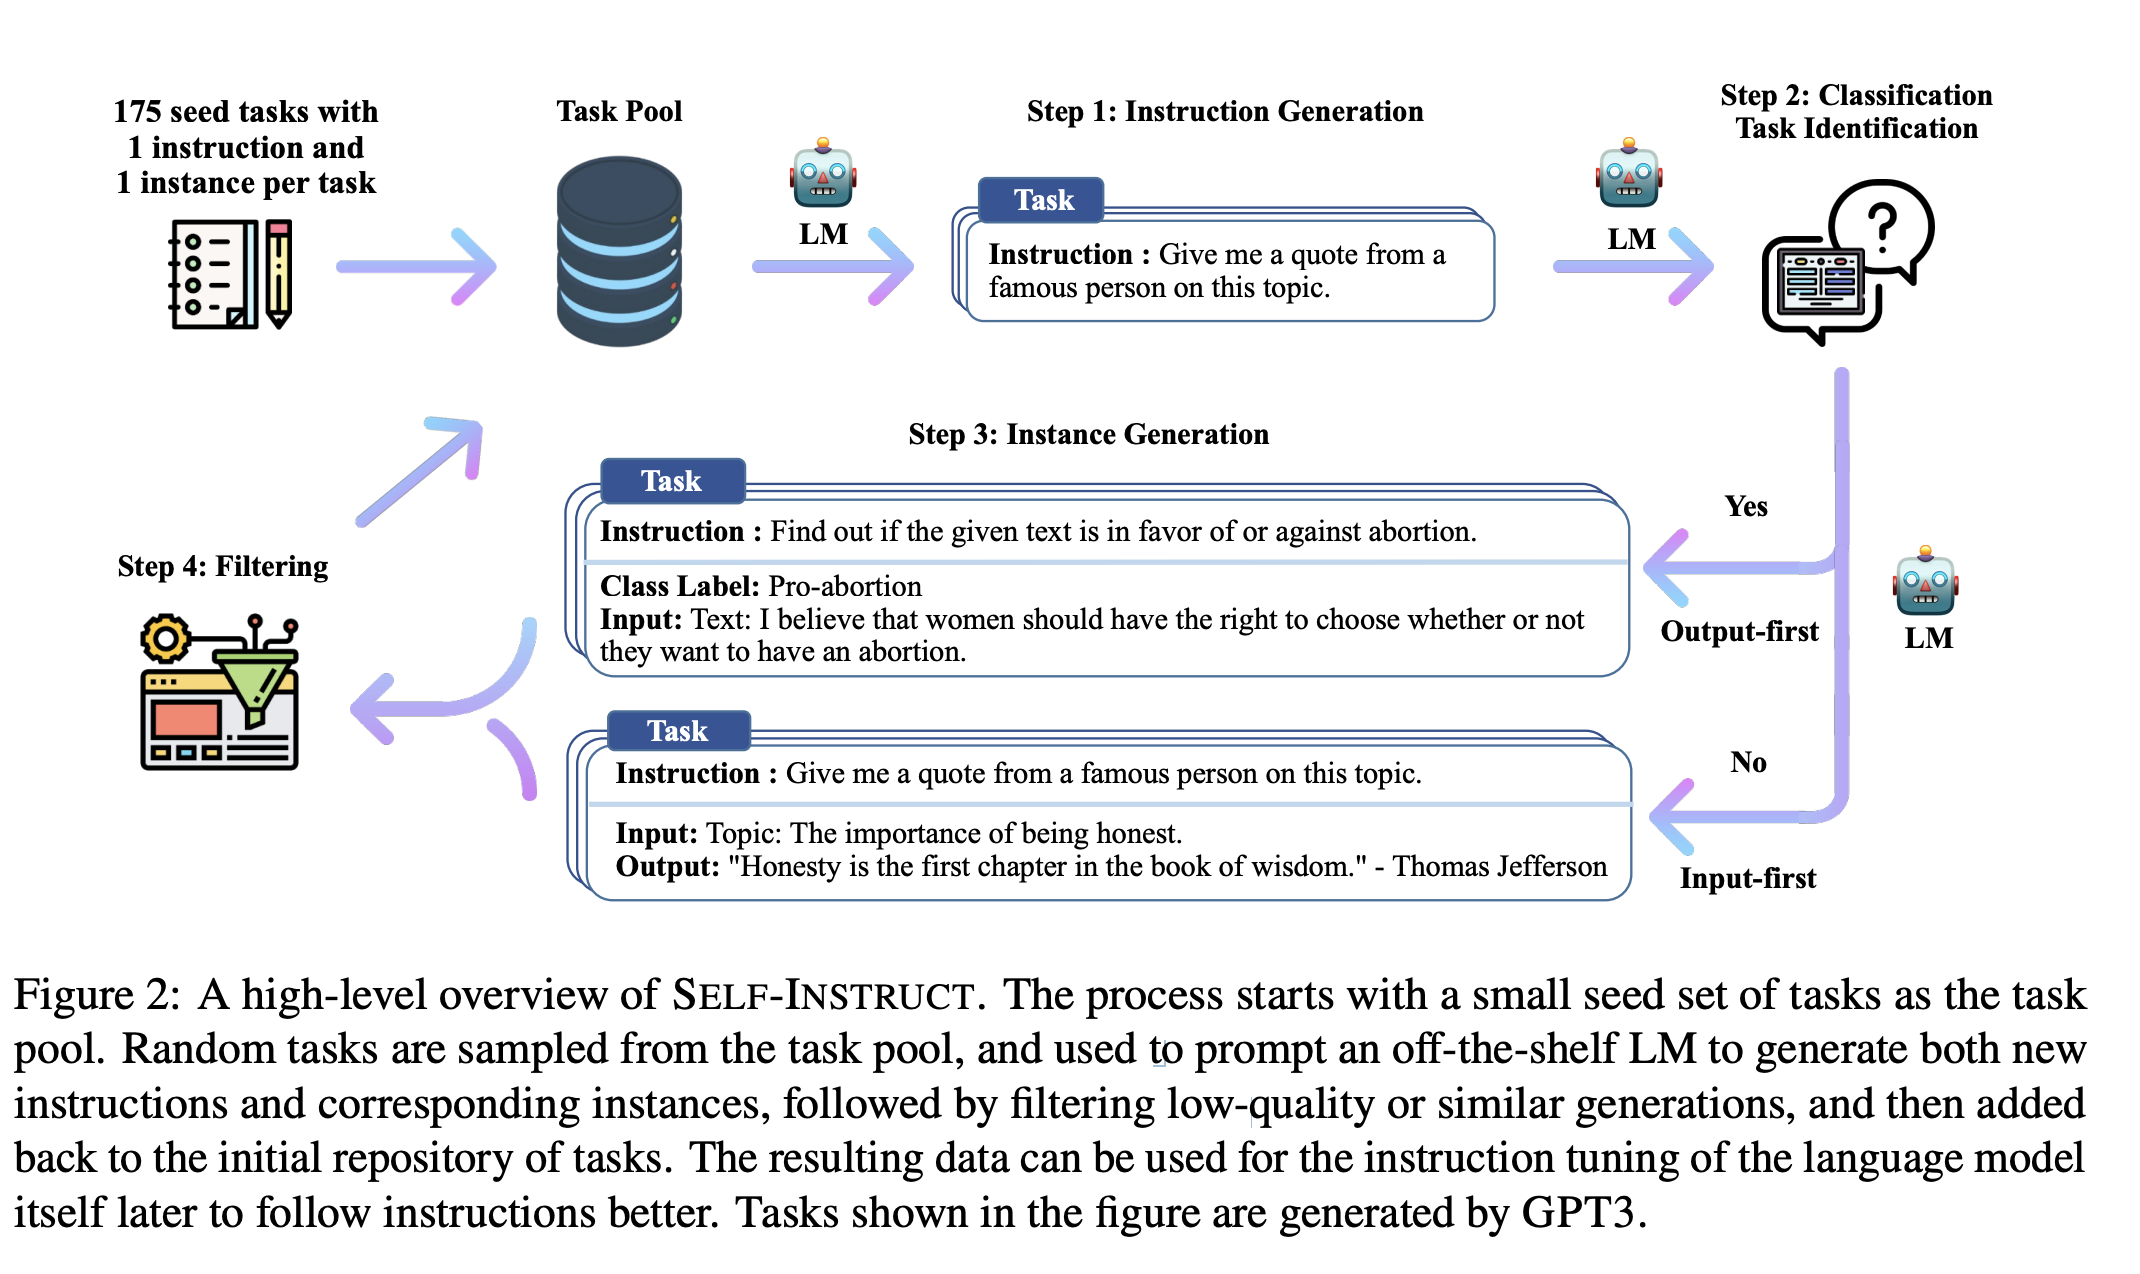 175 seed tasks with
1 instruction and
1 instance per task
Task Pool
LM
Step 1: Instruction Generation
Task
Instruction : Give me a quote from a
famous person on this topic.
LM
Step 2: Classification
Task Identification
?
Step 3: Instance Generation
Task
Instruction : Find out if the given text is in favor of or against abortion.
Class Label: Pro-abortion
Input: Text: I believe that women should have the right to choose whether or not
they want to have an abortion.
Yes
Output-first
LM
Task
Instruction : Give me a quote from a famous person on this topic.
Input: Topic: The importance of being honest.
Output: "Honesty is the first chapter in the book of wisdom." - Thomas Jefferson
No
Input-first
Step 4: Filtering
Figure 2: A high-level overview of SELF-INSTRUCT. The process starts with a small seed set of tasks as the task
pool. Random tasks are sampled from the task pool, and used to prompt an off-the-shelf LM to generate both new
instructions and corresponding instances, followed by filtering low-quality or similar generations, and then added
back to the initial repository of tasks. The resulting data can be used for the instruction tuning of the language model
itself later to follow instructions better. Tasks shown in the figure are generated by GPT3.